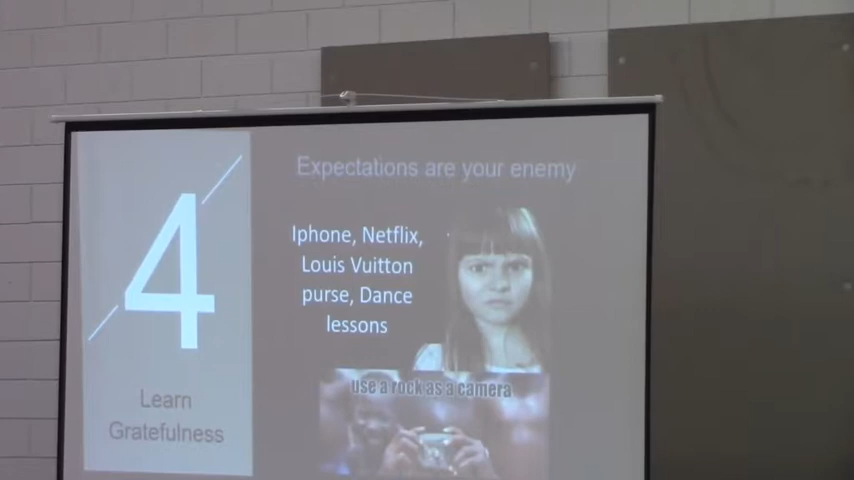 4
Learn
Gratefulness
Expectations are your enemy
Iphone, Netflix,
Louis Vuitton
purse, Dance
lessons
use a rock as a camera